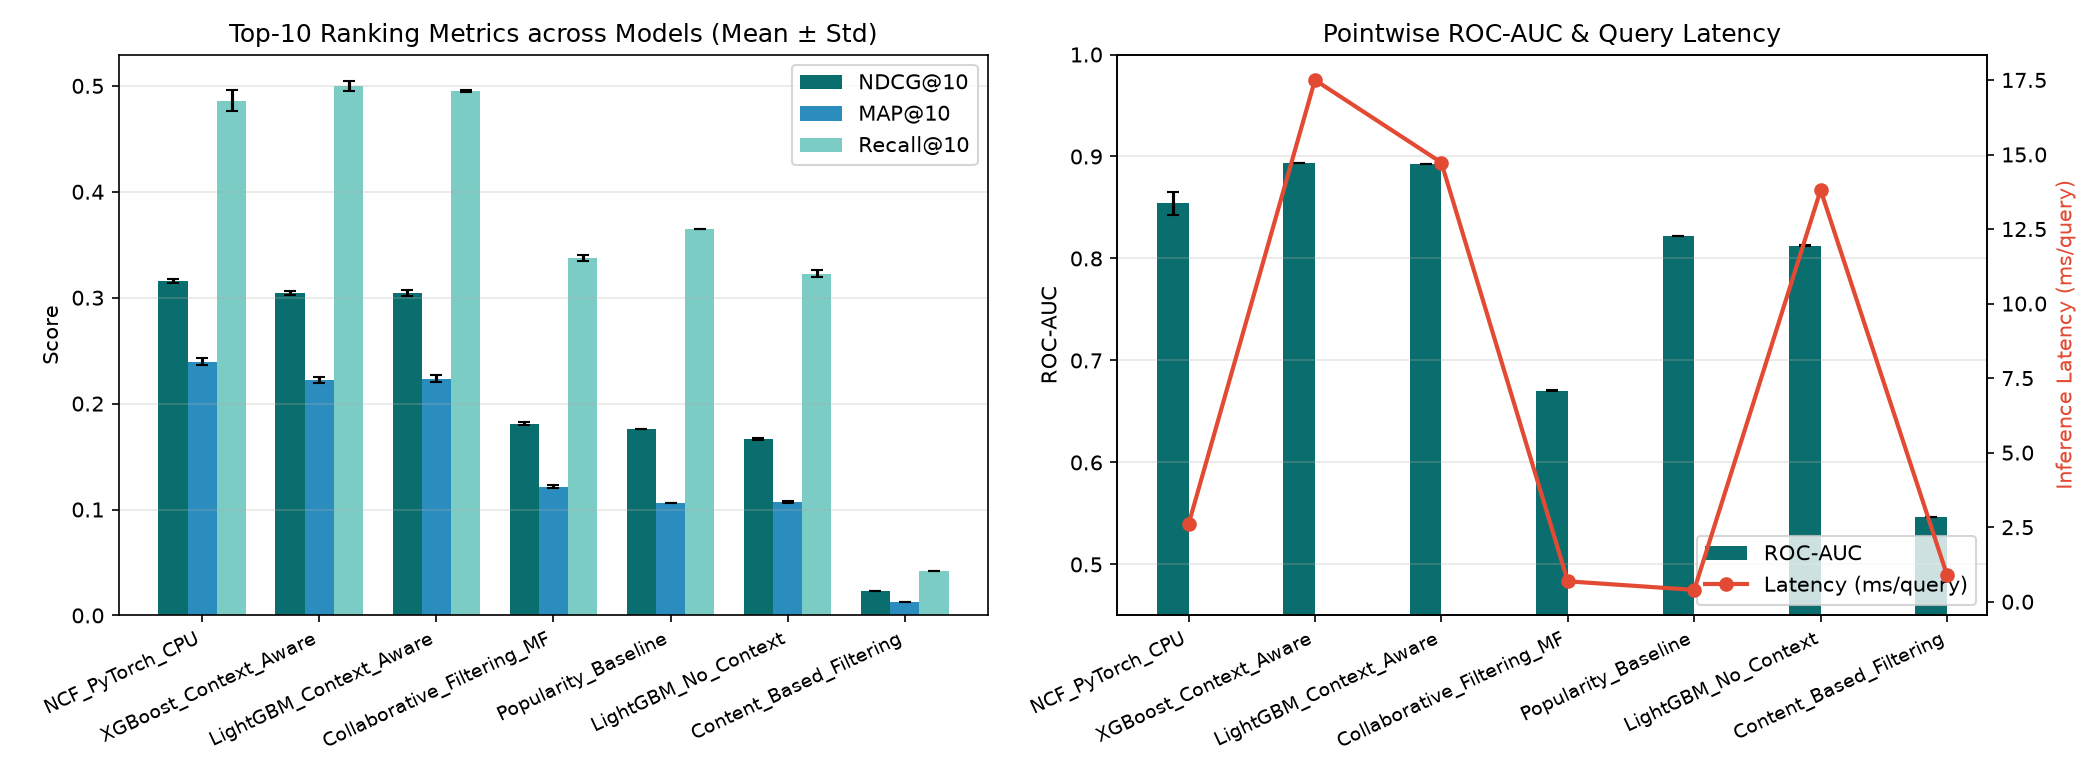 Top-10 Ranking Metrics across Models (Mean ± Std)
Score
0.5
0.4
0.3
0.2
0.1
0.0
NDCG@10
MAP@10
Recall@10
NCF_PyTorch_CPU
XGBoost_Context_Aware
LightGBM_Context_Aware
Collaborative_Filtering_MF
Popularity_Baseline
LightGBM_No_Context
Content_Based_Filtering
Pointwise ROC-AUC & Query Latency
ROC-AUC
1.0
0.9
0.8
0.7
0.6
0.5
17.5
15.0
12.5
10.0
7.5
5.0
2.5
0.0
Inference Latency (ms/query)
ROC-AUC
Latency (ms/query)
NCF_PyTorch_CPU
XGBoost_Context_Aware
LightGBM_Context_Aware
Collaborative_Filtering_MF
Popularity_Baseline
LightGBM_No_Context
Content_Based_Filtering